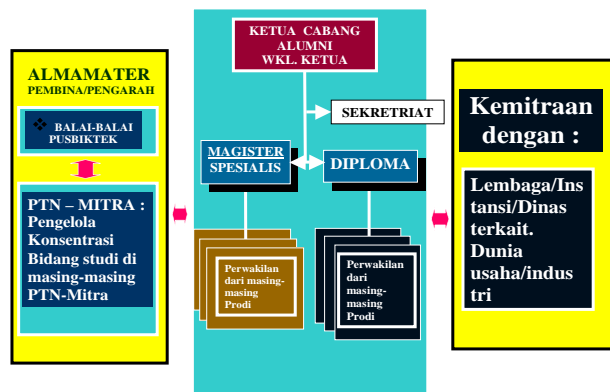 ALMAMATER
PEMBINA/PENGARAH
❖ BALAI-BALAI
PUSBIKTEK
PTN – MITRA :
Pengelola
Konsentrasi
Bidang studi di
masing-masing
PTN-Mitra
KETUA CABANG
ALUMNI
WKL. KETUA
SEKRETRIAT
MAGISTER
SPESIALIS
DIPLOMA
Perwakilan
dari masing-
masing
Prodi
Perwakilan
dari
masing-
masing
Prodi
Kemitraan
dengan :
Lembaga/Ins
tansi/Dinas
terkait.
Dunia
usaha/indus
tri